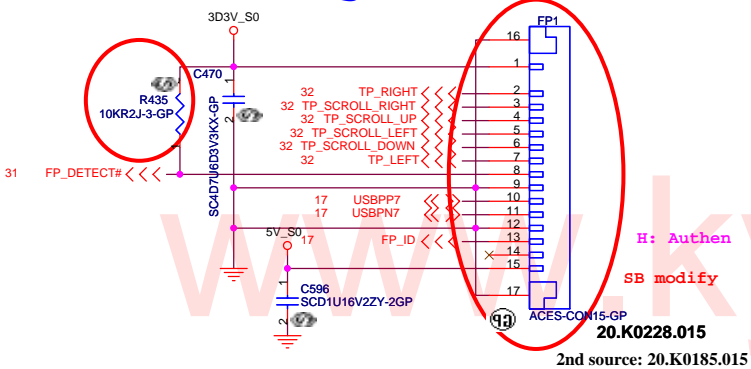 3D3V_S0
FP1
16
C470
1
1
R435
10KR2J-3-GP
2
SC4D7U6D3V3KX-GP
32 TP_RIGHT 2
32 TP_SCROLL_RIGHT 3
32 TP_SCROLL_UP 4
32 TP_SCROLL_LEFT 5
32 TP_SCROLL_DOWN 6
32 TP_LEFT 7
31 FP_DETECT# 8
9
17 USBPP7 10
17 USBPN7 11
12
5V_S0
17 FP_ID 13
14
15
H: Authen
SB modify
1
C596
SCD1U16V2ZY-2GP
2
17
ACES-CON15-GP
20.K0228.015
2nd source: 20.K0185.015
www.k